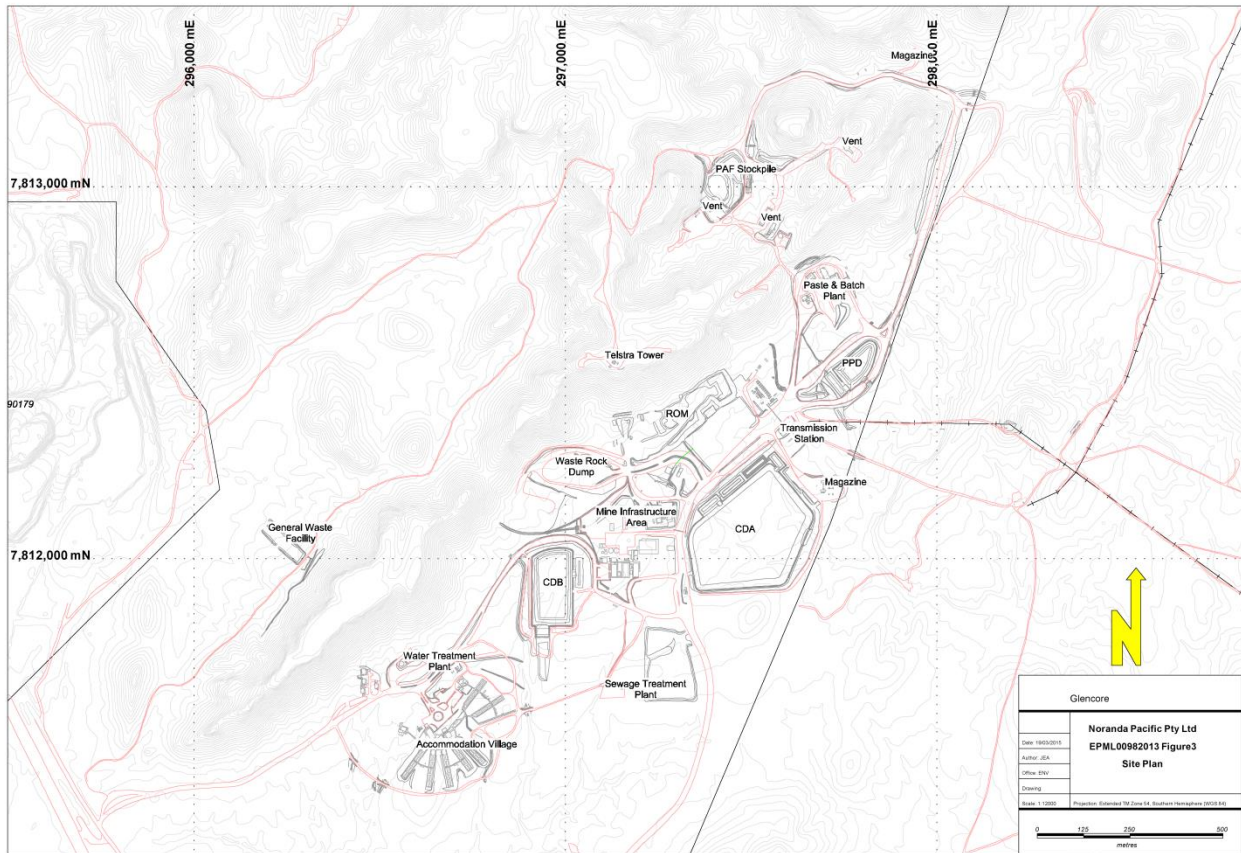 296,000 mE
297,000 mE
298,000 mE
Magazine
Vent
PAF Stockpile
7,813,000 mN
Vent
Vent
Paste & Batch
Plant
Telstra Tower
PPD
90179
ROM
Transmission
Station
Waste Rock
Dump
Magazine
Mine Infrastructure
Area
General Waste
Facility
CDA
7,812,000 mN
CDB
N
Water Treatment
Plant
Sewage Treatment
Plant
Accommodation Village
Glencore
Noranda Pacific Pty Ltd
EPML00982013 Figure3
Site Plan
Date: 19/03/2015
Author: JEA
Office: ENV
Drawing
Scale: 1:12500
Projection: Extended TM Zone 54, Southern Hemisphere (WGS 84)
0 125 250 500
metres